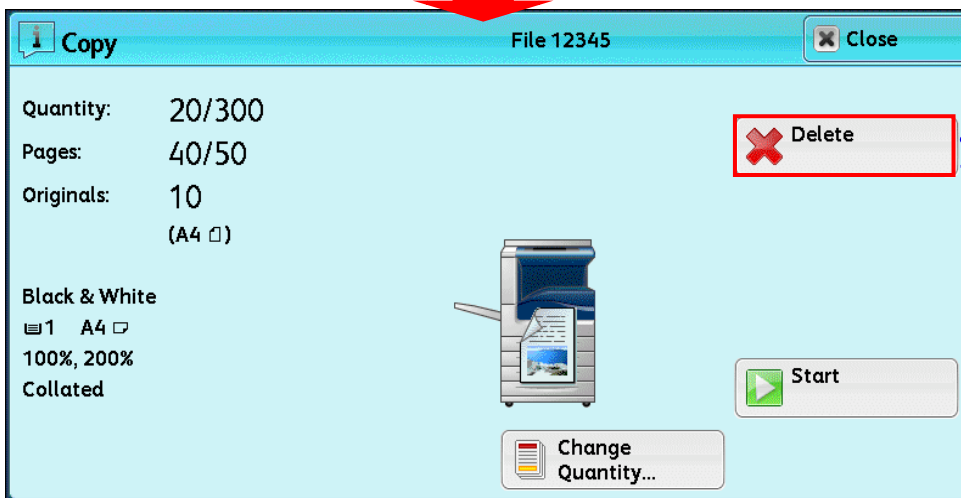 Copy
File 12345
Close
Quantity: 20/300
Pages: 40/50
Originals: 10
(A4)
Delete
Black & White
1 A4
100%, 200%
Collated
Start
Change
Quantity...